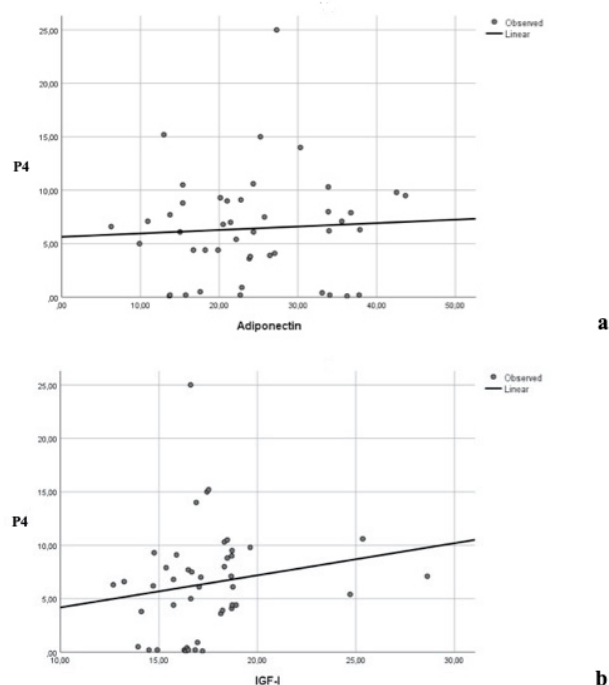 25,00
Observed
Linear
20,00
15,00
P4
10,00
5,00
,00
,00 10,00 20,00 30,00 40,00 50,00
Adiponectin
a
25,00
Observed
Linear
20,00
15,00
P4
10,00
5,00
,00
10,00 15,00 20,00 25,00 30,00
IGF-I
b